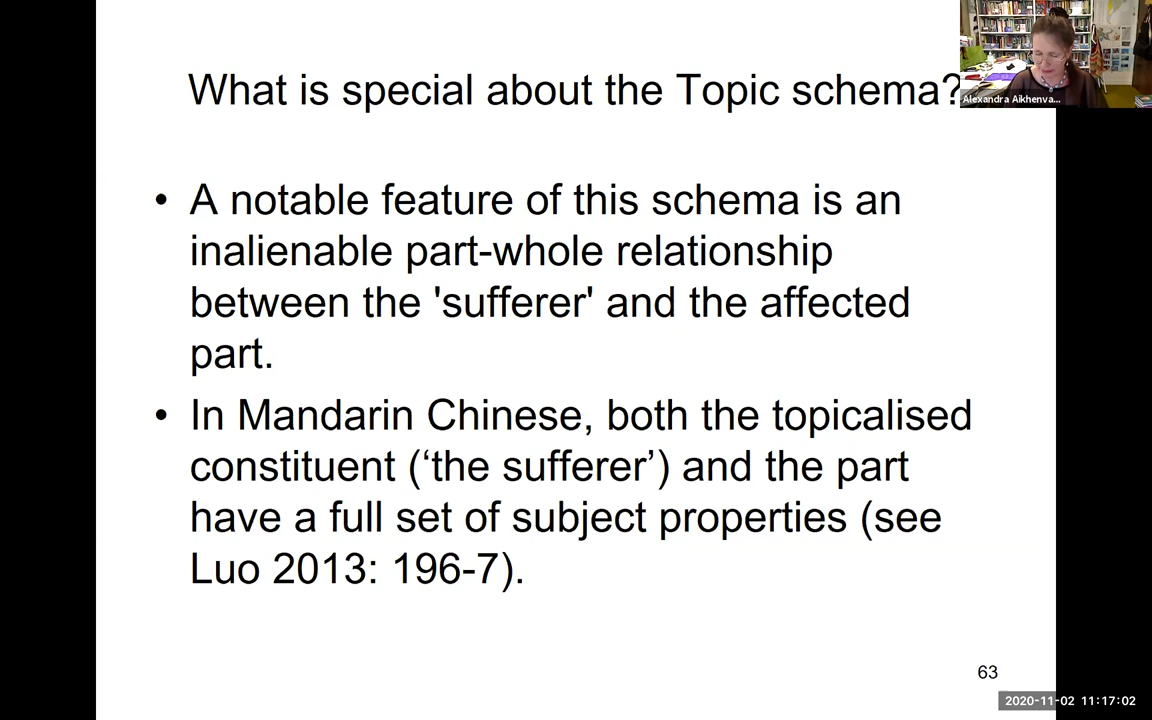 What is special about the Topic schema?
Alexandra Aikhenva...
• A notable feature of this schema is an
inalienable part-whole relationship
between the 'sufferer' and the affected
part.
• In Mandarin Chinese, both the topicalised
constituent (‘the sufferer’) and the part
have a full set of subject properties (see
Luo 2013: 196-7).
63
2020-11-02 11:17:02